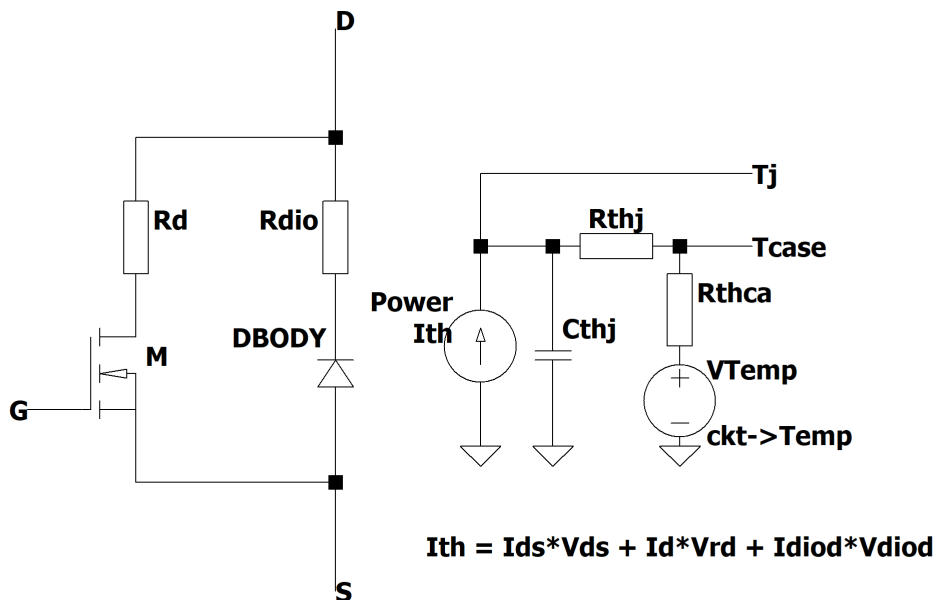 D
Tj
Rd
Rdio
Rthj
Tcase
Rthca
Power
Ith
Cthj
DBODY
M
VTemp
+
G
−
ckt->Temp
Ith = Ids*Vds + Id*Vrd + Idiod*Vdiod
S